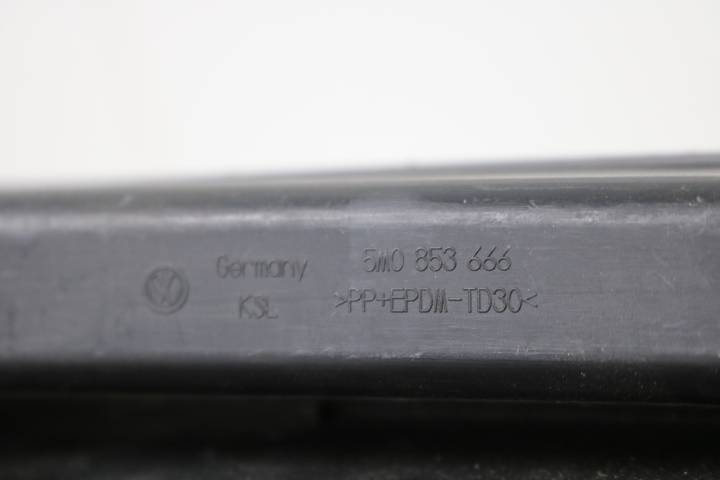 Germany 5M0 853 666
KSL >PP+EPDM-TD30<